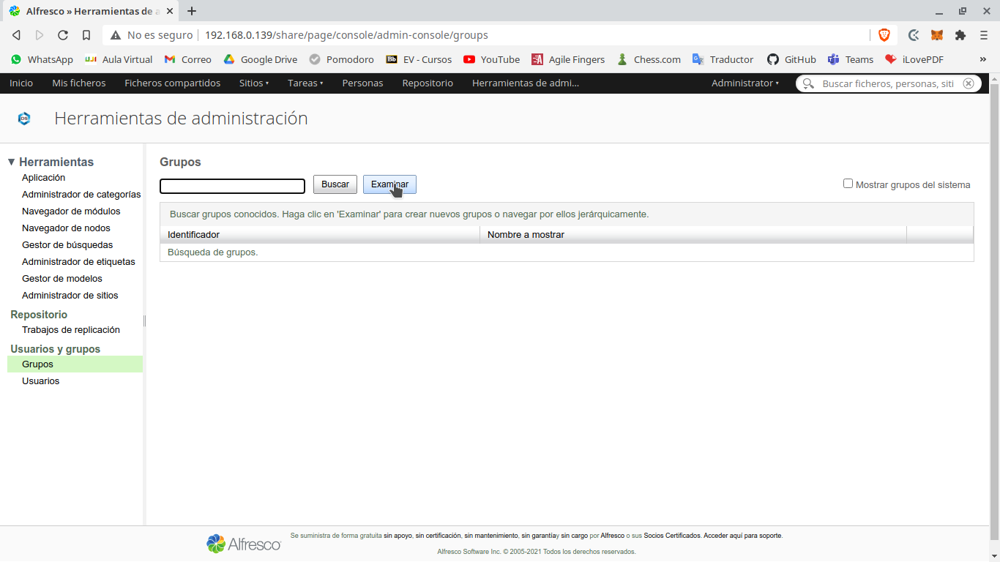 Alfresco » Herramientas de a
No es seguro 192.168.0.139/share/page/console/admin-console/groups
WhatsApp Aula Virtual Correo Google Drive Pomodoro Bb EV - Cursos YouTube Agile Fingers Chess.com Traductor GitHub Teams iLovePDF »
Inicio Mis ficheros Ficheros compartidos Sitios Tareas Personas Repositorio Herramientas de admi... Administrator Buscar ficheros, personas, siti
DS Herramientas de administración
Herramientas
Aplicación
Administrador de categorías
Navegador de módulos
Navegador de nodos
Gestor de búsquedas
Administrador de etiquetas
Gestor de modelos
Administrador de sitios
Repositorio
Trabajos de replicación
Usuarios y grupos
Grupos
Usuarios
Grupos
Buscar Examinar Mostrar grupos del sistema
Buscar grupos conocidos. Haga clic en 'Examinar' para crear nuevos grupos o navegar por ellos jerárquicamente.
Identificador Nombre a mostrar
Búsqueda de grupos.
Alfresco
Se suministra de forma gratuita sin apoyo, sin certificación, sin mantenimiento, sin garantíay sin cargo por Alfresco o sus Socios Certificados. Acceder aquí para soporte.
Alfresco Software Inc. © 2005-2021 Todos los derechos reservados.